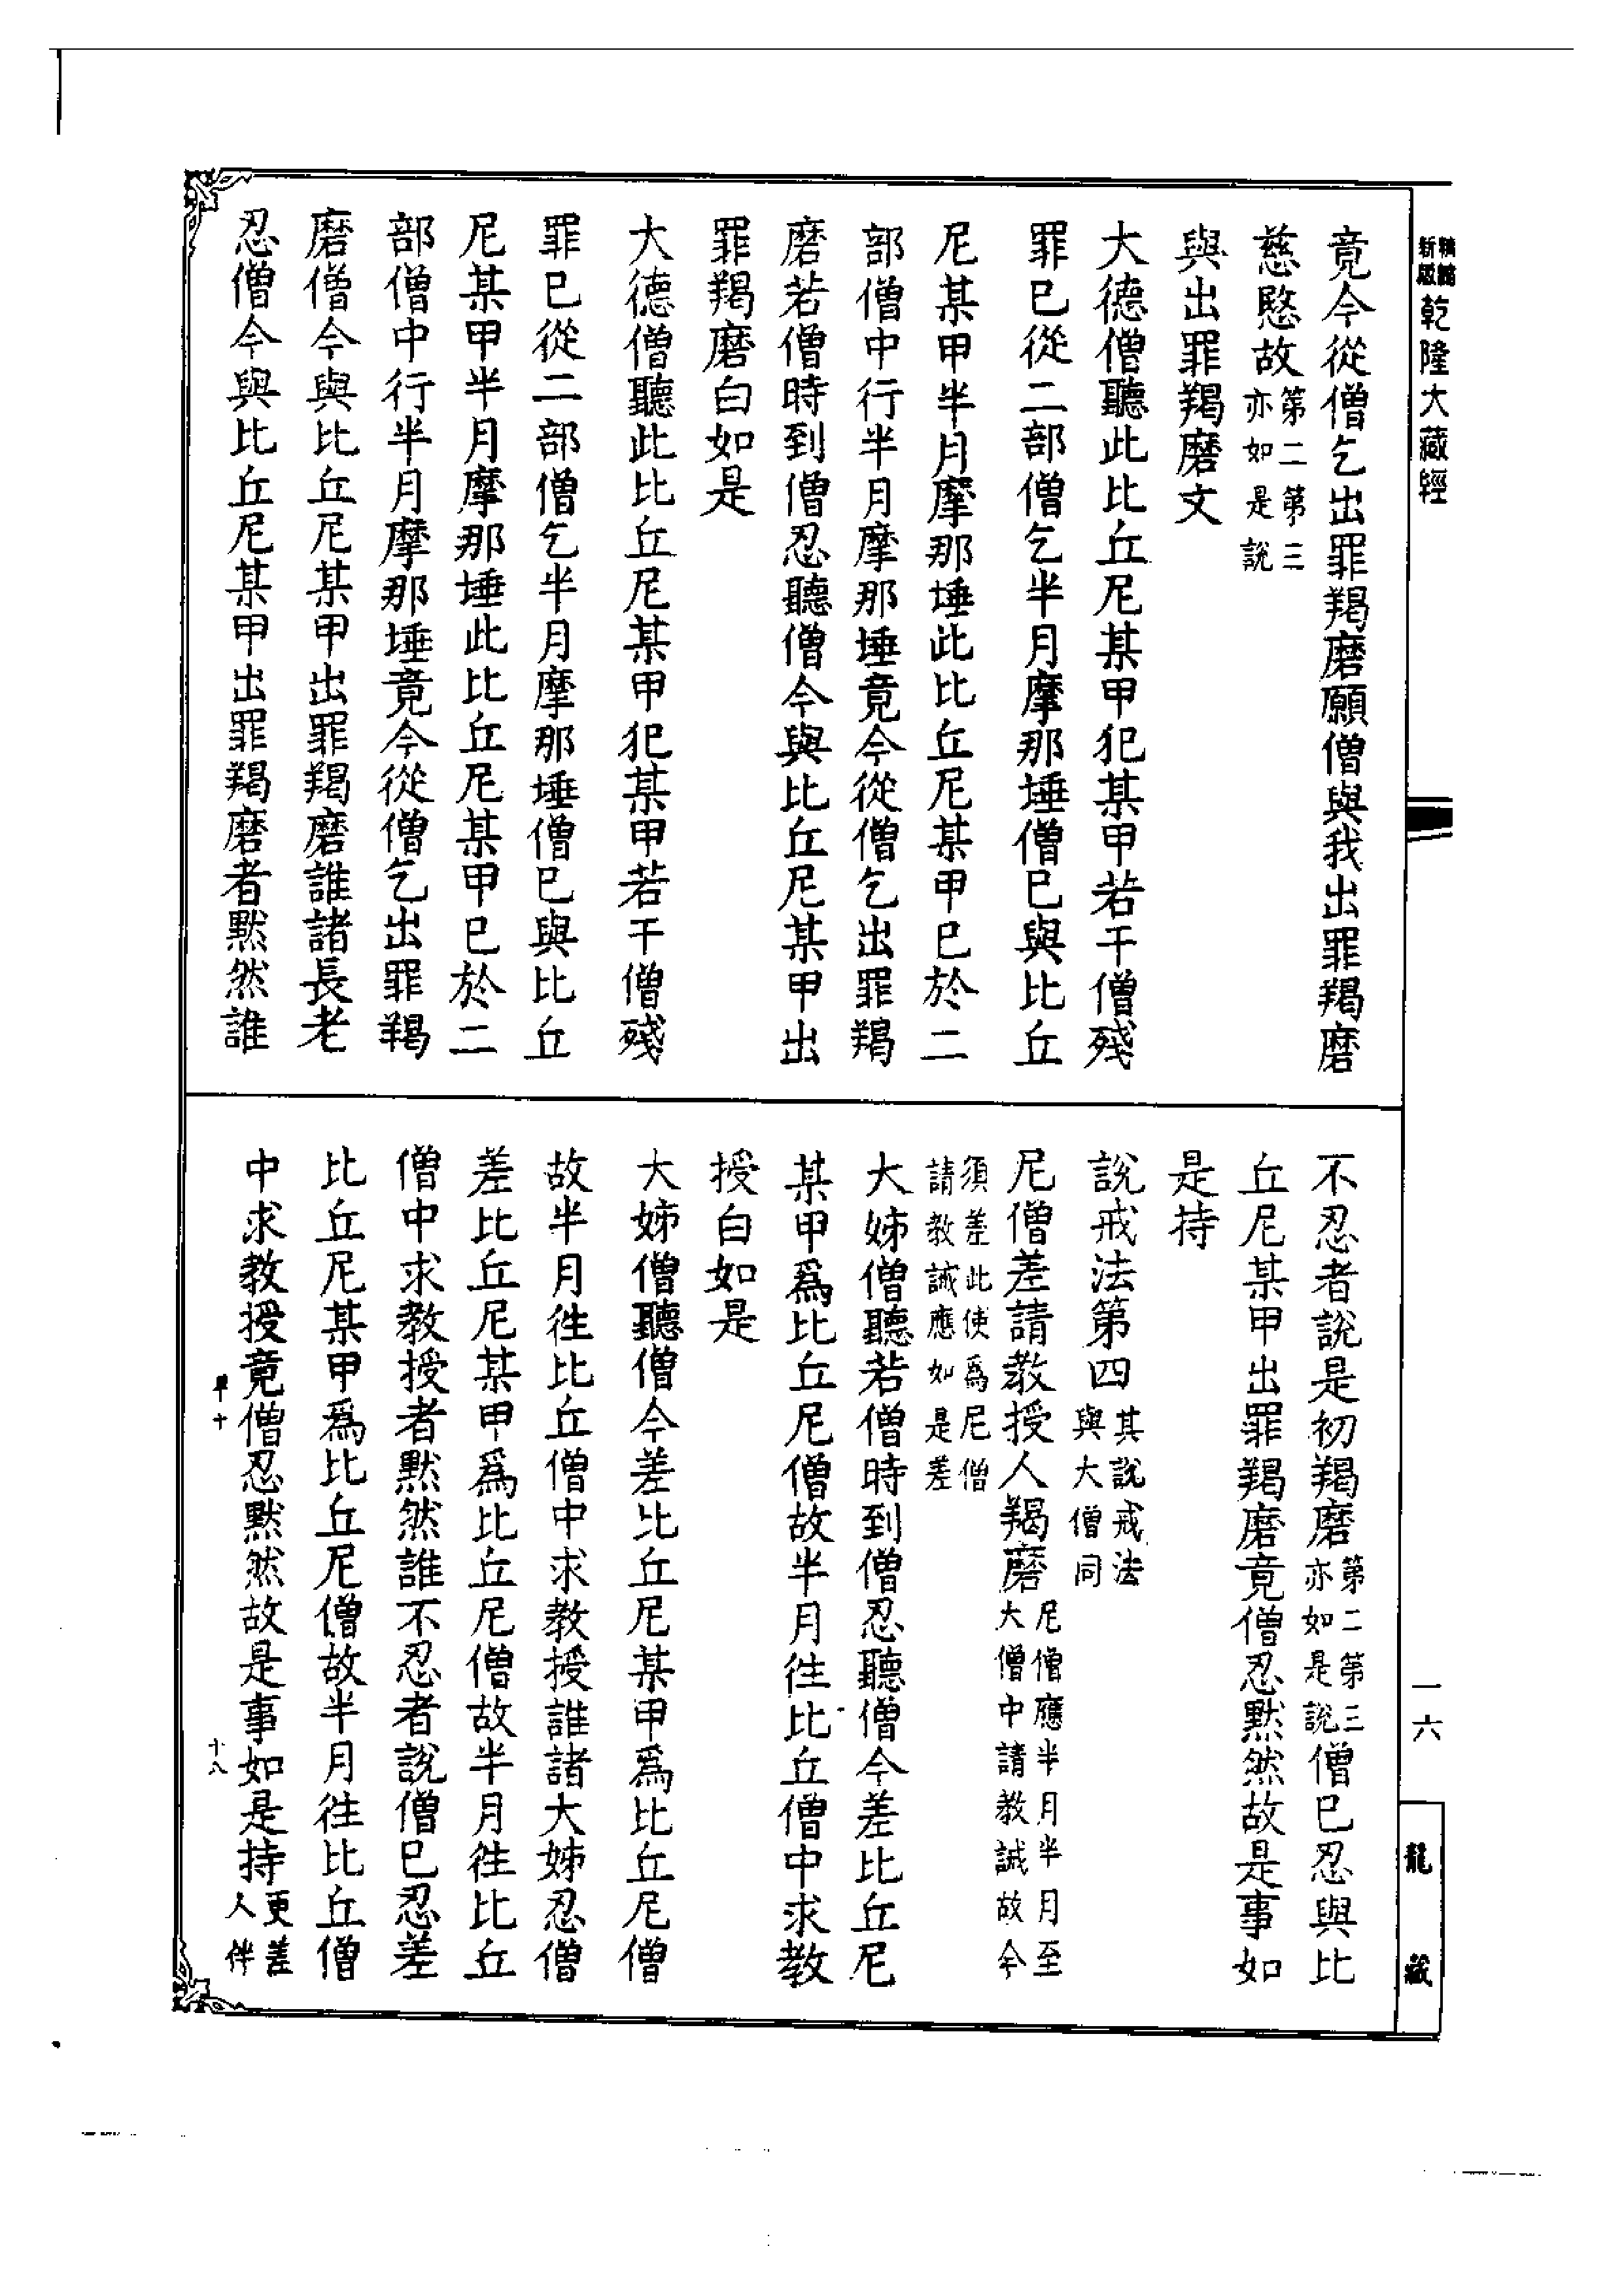 乾隆大藏經
竟今從僧乞出罪羯磨願僧與我出罪羯磨
慈愍故第二第三亦如是說
與出罪羯磨文
大德僧聽此比丘尼某甲犯某甲若干僧殘
罪已從二部僧乞半月摩那埵僧已與比丘
尼某甲半月摩那埵此比丘尼某甲已於二
部僧中行半月摩那埵竟今從僧乞出罪羯
磨若僧時到僧忍聽僧今與比丘尼某甲出
罪羯磨白如是
大德僧聽此比丘尼某甲犯某甲若干僧殘
罪已從二部僧乞半月摩那埵僧已與比丘
尼某甲半月摩那埵此比丘尼某甲已於二
部僧中行半月摩那埵竟今從僧乞出罪羯
磨僧今與比丘尼某甲出罪羯磨誰諸長老
忍僧今與比丘尼某甲出罪羯磨者默然誰
不忍者說是初羯磨第二第三亦如是說僧已忍與比
丘尼某甲出罪羯磨竟僧忍默然故是事如
是持
說戒法第四其說戒法與大僧同
尼僧差請教授人羯磨尼僧應半月半月至大僧中請教誡故今
須差此使為尼僧請教誡應如是差
大姊僧聽若僧時到僧忍聽僧今差比丘尼
某甲為比丘尼僧故半月往比丘僧中求教
授白如是
大姊僧聽僧今差比丘尼某甲為比丘尼僧
故半月往比丘僧中求教授誰諸大姊忍僧
差比丘尼某甲為比丘尼僧故半月往比丘
僧中求教授者默然誰不忍者說僧已忍差
比丘尼某甲為比丘尼僧故半月往比丘僧
中求教授竟僧忍默然故是事如是持更差人伴
十八
一六
龍藏